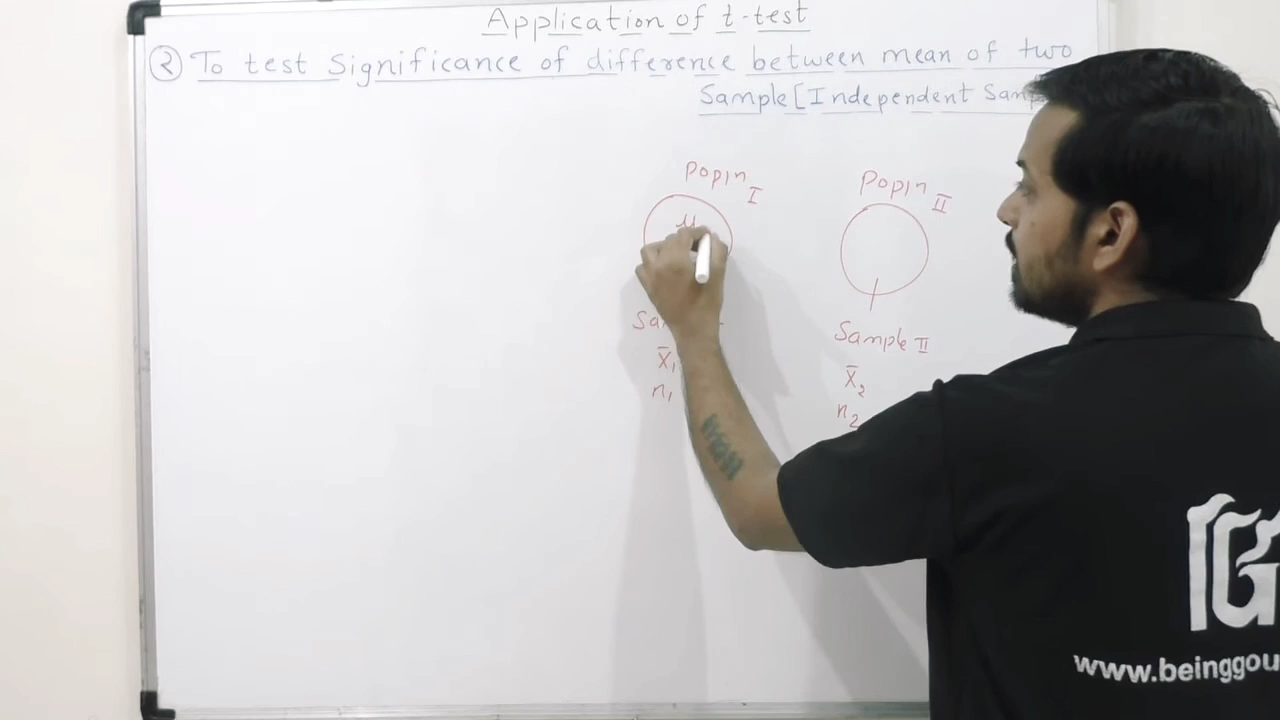 Application of t-test
② To test Significance of difference between mean of two
Sample [Independent
Popln I
Popln II
μ
Sample II
x̄₁
n₁
x̄₂
n₂
www.beinggou